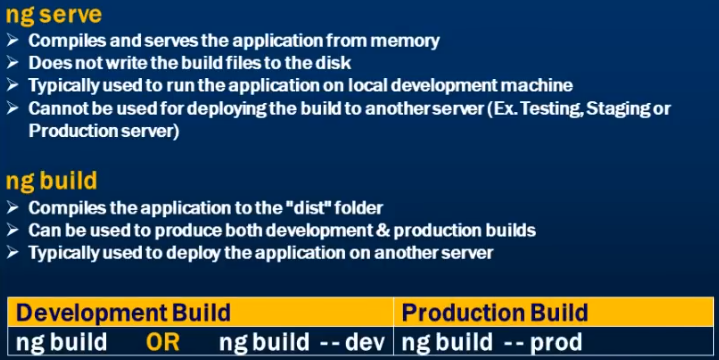 ng serve
➢ Compiles and serves the application from memory
➢ Does not write the build files to the disk
➢ Typically used to run the application on local development machine
➢ Cannot be used for deploying the build to another server (Ex. Testing, Staging or
Production server)
ng build
➢ Compiles the application to the "dist" folder
➢ Can be used to produce both development & production builds
➢ Typically used to deploy the application on another server
Development Build Production Build
ng build OR ng build --dev ng build --prod